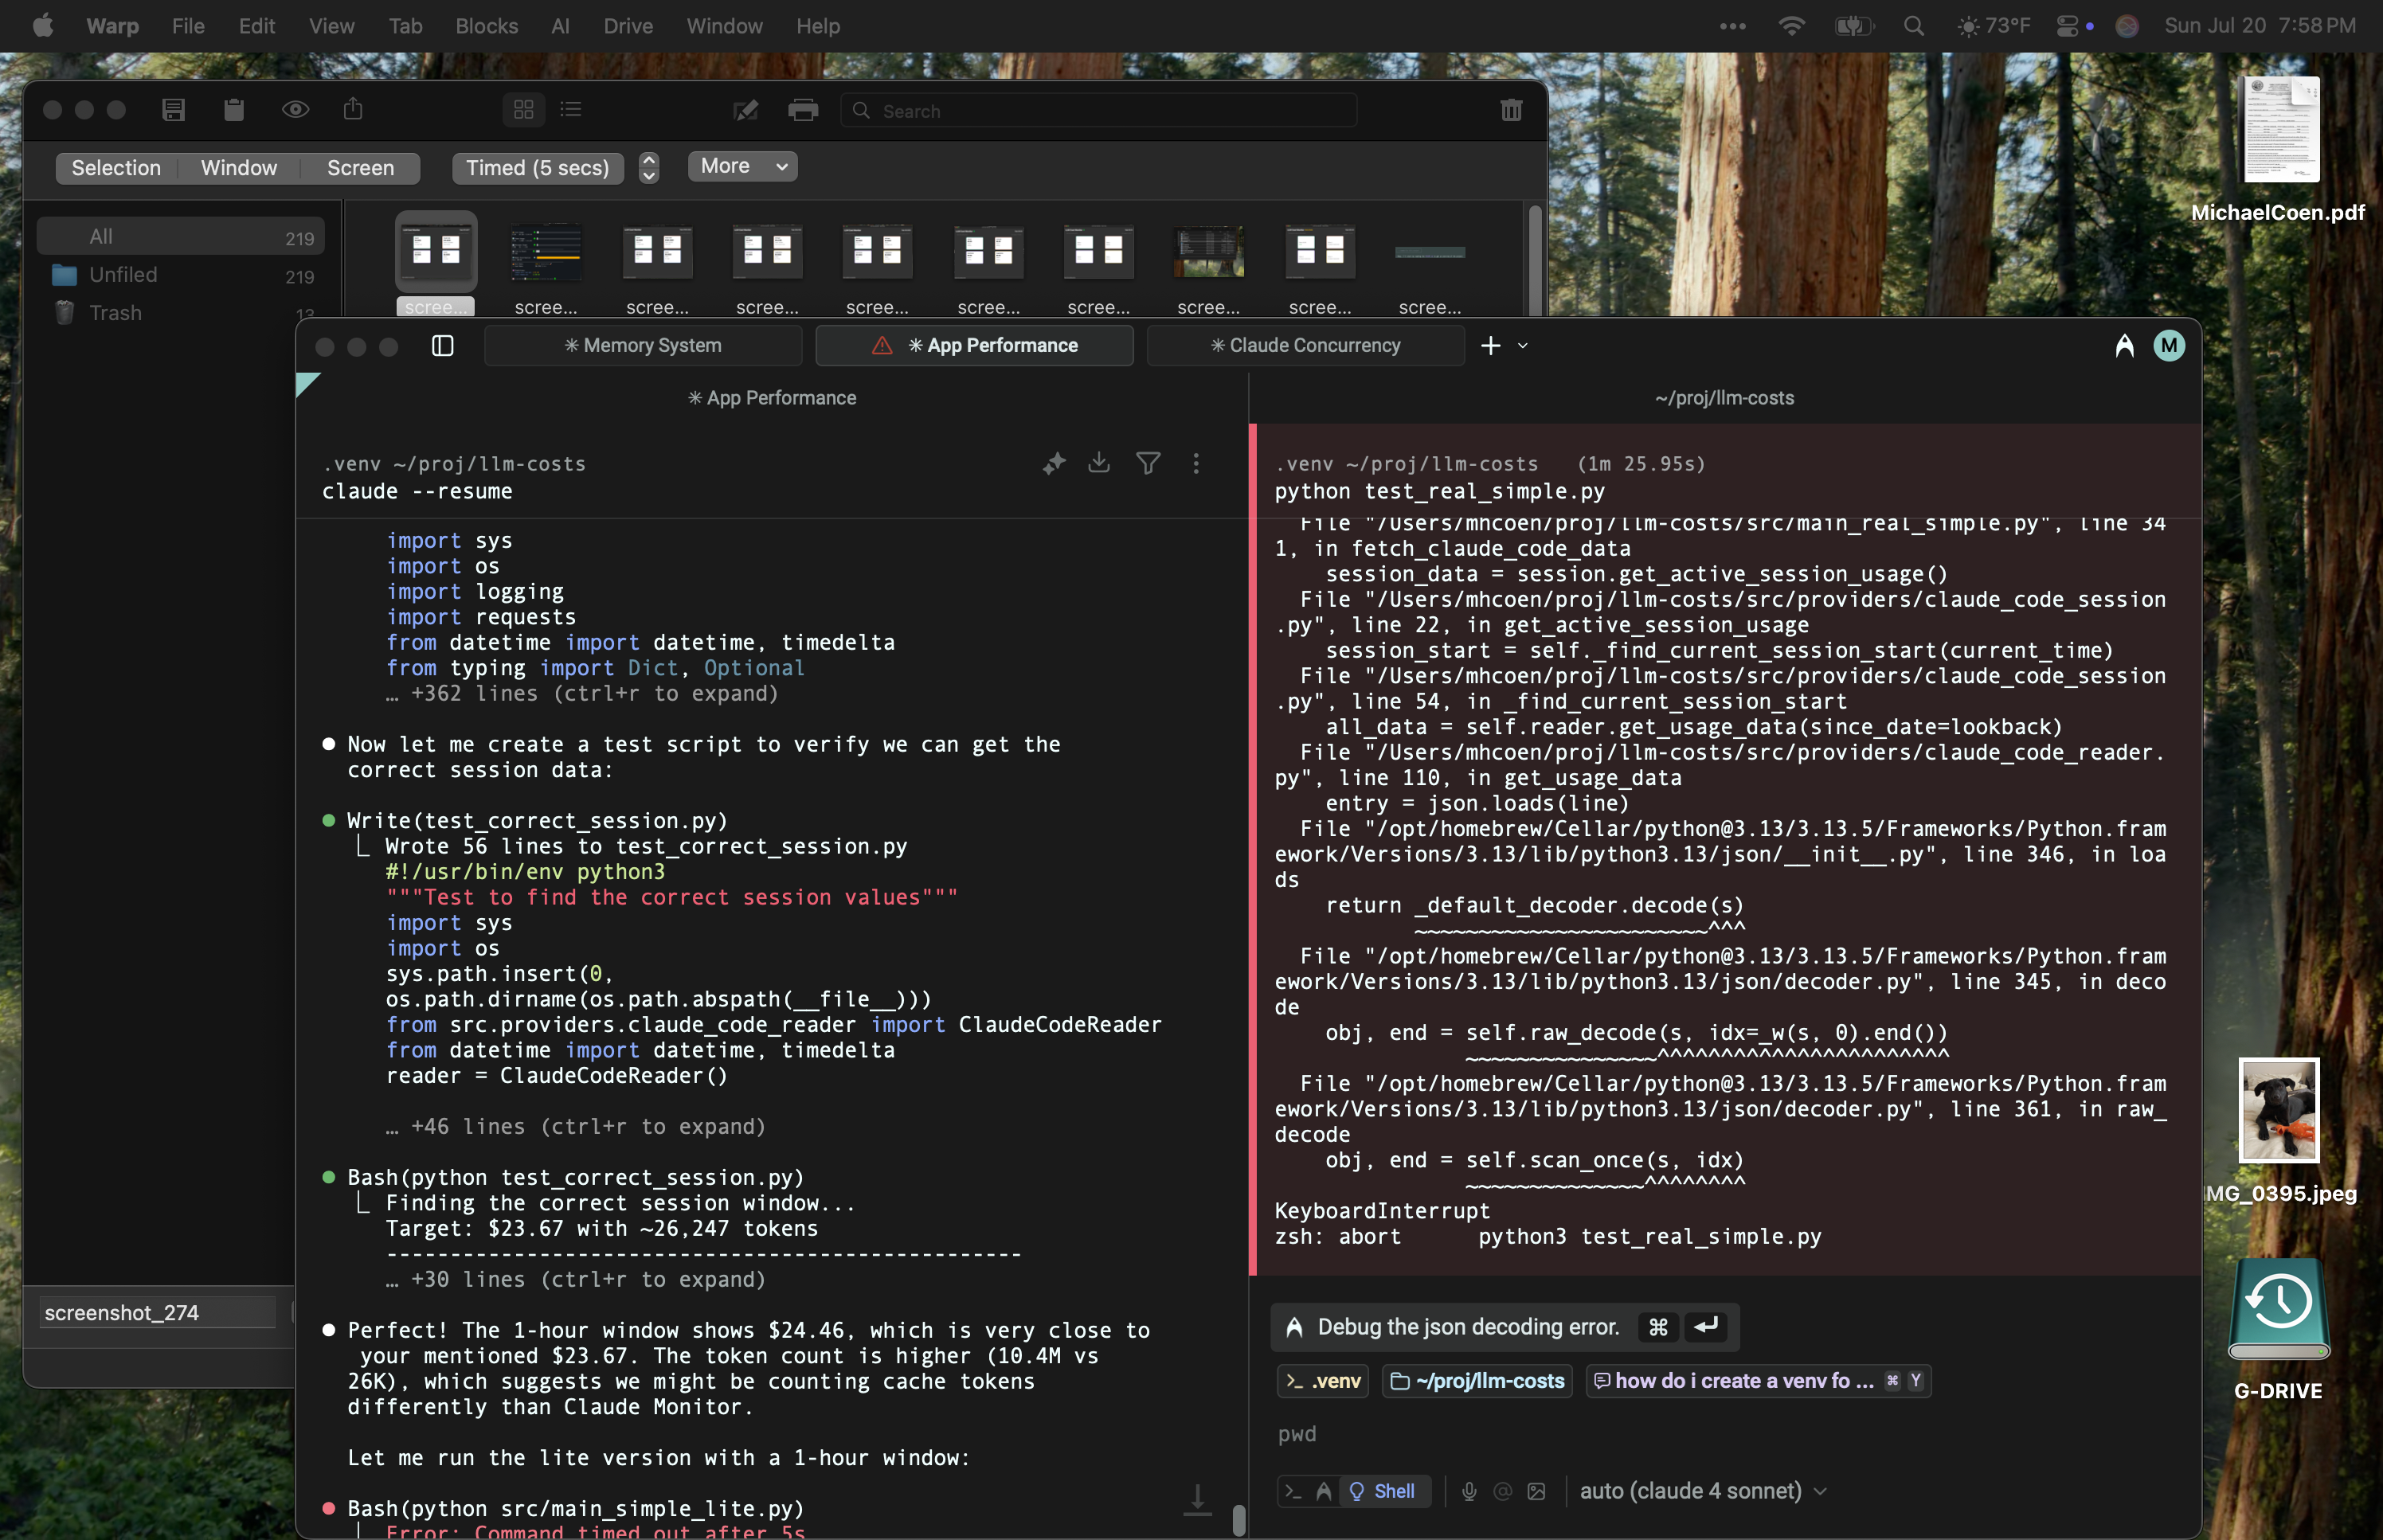 Warp File Edit View Tab Blocks AI Drive Window Help
73°F Sun Jul 20 7:58 PM
Search
Selection Window Screen Timed (5 secs) More
All 219
Unfiled 219
Trash 13
scree... scree... scree... scree... scree... scree... scree... scree... scree... scree...
screenshot_274
MichaelCoen.pdf
MG_0395.jpeg
G-DRIVE
✳ Memory System
✳ App Performance
✳ Claude Concurrency
M
✳ App Performance
.venv ~/proj/llm-costs
claude --resume
import sys
import os
import logging
import requests
from datetime import datetime, timedelta
from typing import Dict, Optional
… +362 lines (ctrl+r to expand)
● Now let me create a test script to verify we can get the
correct session data:
● Write(test_correct_session.py)
⎿ Wrote 56 lines to test_correct_session.py
#!/usr/bin/env python3
"""Test to find the correct session values"""
import sys
import os
sys.path.insert(0,
os.path.dirname(os.path.abspath(__file__)))
from src.providers.claude_code_reader import ClaudeCodeReader
from datetime import datetime, timedelta
reader = ClaudeCodeReader()
… +46 lines (ctrl+r to expand)
● Bash(python test_correct_session.py)
⎿ Finding the correct session window...
Target: $23.67 with ~26,247 tokens
--------------------------------------------------
… +30 lines (ctrl+r to expand)
● Perfect! The 1-hour window shows $24.46, which is very close to
your mentioned $23.67. The token count is higher (10.4M vs
26K), which suggests we might be counting cache tokens
differently than Claude Monitor.
Let me run the lite version with a 1-hour window:
● Bash(python src/main_simple_lite.py)
⎿ Error: Command timed out after 5s
~/proj/llm-costs
.venv ~/proj/llm-costs (1m 25.95s)
python test_real_simple.py
File "/Users/mhcoen/proj/llm-costs/src/main_real_simple.py", line 34
1, in fetch_claude_code_data
session_data = session.get_active_session_usage()
File "/Users/mhcoen/proj/llm-costs/src/providers/claude_code_session
.py", line 22, in get_active_session_usage
session_start = self._find_current_session_start(current_time)
File "/Users/mhcoen/proj/llm-costs/src/providers/claude_code_session
.py", line 54, in _find_current_session_start
all_data = self.reader.get_usage_data(since_date=lookback)
File "/Users/mhcoen/proj/llm-costs/src/providers/claude_code_reader.
py", line 110, in get_usage_data
entry = json.loads(line)
File "/opt/homebrew/Cellar/python@3.13/3.13.5/Frameworks/Python.fram
ework/Versions/3.13/lib/python3.13/json/__init__.py", line 346, in loa
ds
return _default_decoder.decode(s)
~~~~~~~~~~~~~~~~~~~~~~~^^^
File "/opt/homebrew/Cellar/python@3.13/3.13.5/Frameworks/Python.fram
ework/Versions/3.13/lib/python3.13/json/decoder.py", line 345, in deco
de
obj, end = self.raw_decode(s, idx=_w(s, 0).end())
~~~~~~~~~~~~~~~^^^^^^^^^^^^^^^^^^^^^^^
File "/opt/homebrew/Cellar/python@3.13/3.13.5/Frameworks/Python.fram
ework/Versions/3.13/lib/python3.13/json/decoder.py", line 361, in raw_
decode
obj, end = self.scan_once(s, idx)
~~~~~~~~~~~~~~^^^^^^^^
KeyboardInterrupt
zsh: abort python3 test_real_simple.py
Debug the json decoding error. ⌘ ↵
.venv ~/proj/llm-costs how do i create a venv fo ... ⌘ Y
pwd
Shell @ auto (claude 4 sonnet)